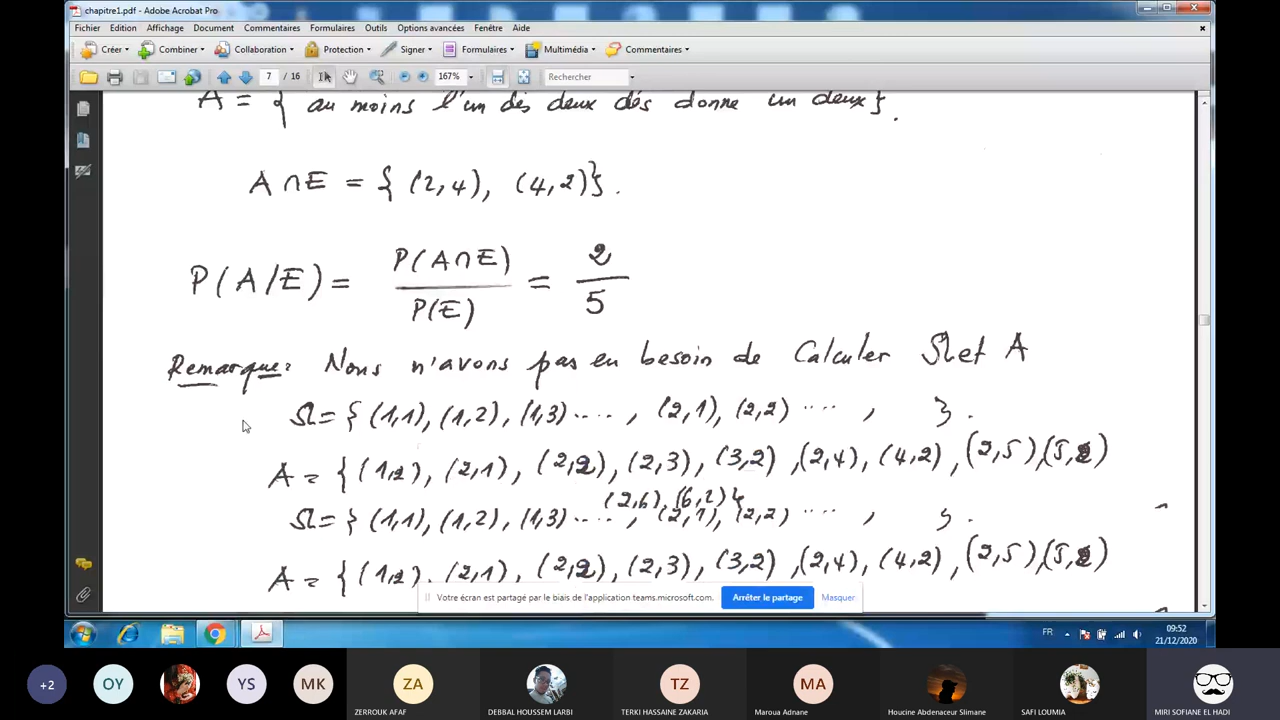 chapitre1.pdf - Adobe Acrobat Pro
Fichier Edition Affichage Document Commentaires Formulaires Outils Options avancées Fenêtre Aide
Créer Combiner Collaboration Protection Signer Formulaires Multimédia Commentaires
7 / 16 167% Rechercher
A = { au moins l'un des deux dés donne un deux}.
A ∩ E = { (2,4), (4,2)}.
P(A/E) = P(A∩E) / P(E) = 2 / 5
Remarque: Nous n'avons pas en besoin de Calculer Ω et A
Ω = { (1,1), (1,2), (1,3) ...., (2,1), (2,2) ...., }.
A = { (1,2), (2,1), (2,2), (2,3), (3,2), (2,4), (4,2), (2,5), (5,2)
(2,6), (6,2)}
Ω = } (1,1), (1,2), (1,3) ...., (2,1), (2,2) ...., }.
A = { (1,2), (2,1), (2,2), (2,3), (3,2), (2,4), (4,2), (2,5), (5,2)
Votre écran est partagé par le biais de l'application teams.microsoft.com. Arrêter le partage Masquer
FR 09:52
21/12/2020
+2 OY YS MK ZA TZ MA
ZERROUK AFAF DEBBAL HOUSSEM LARBI TERKI HASSAINE ZAKARIA Maroua Adnane Houcine Abdenaceur Slimane SAFI LOUMIA MIRI SOFIANE EL HADI